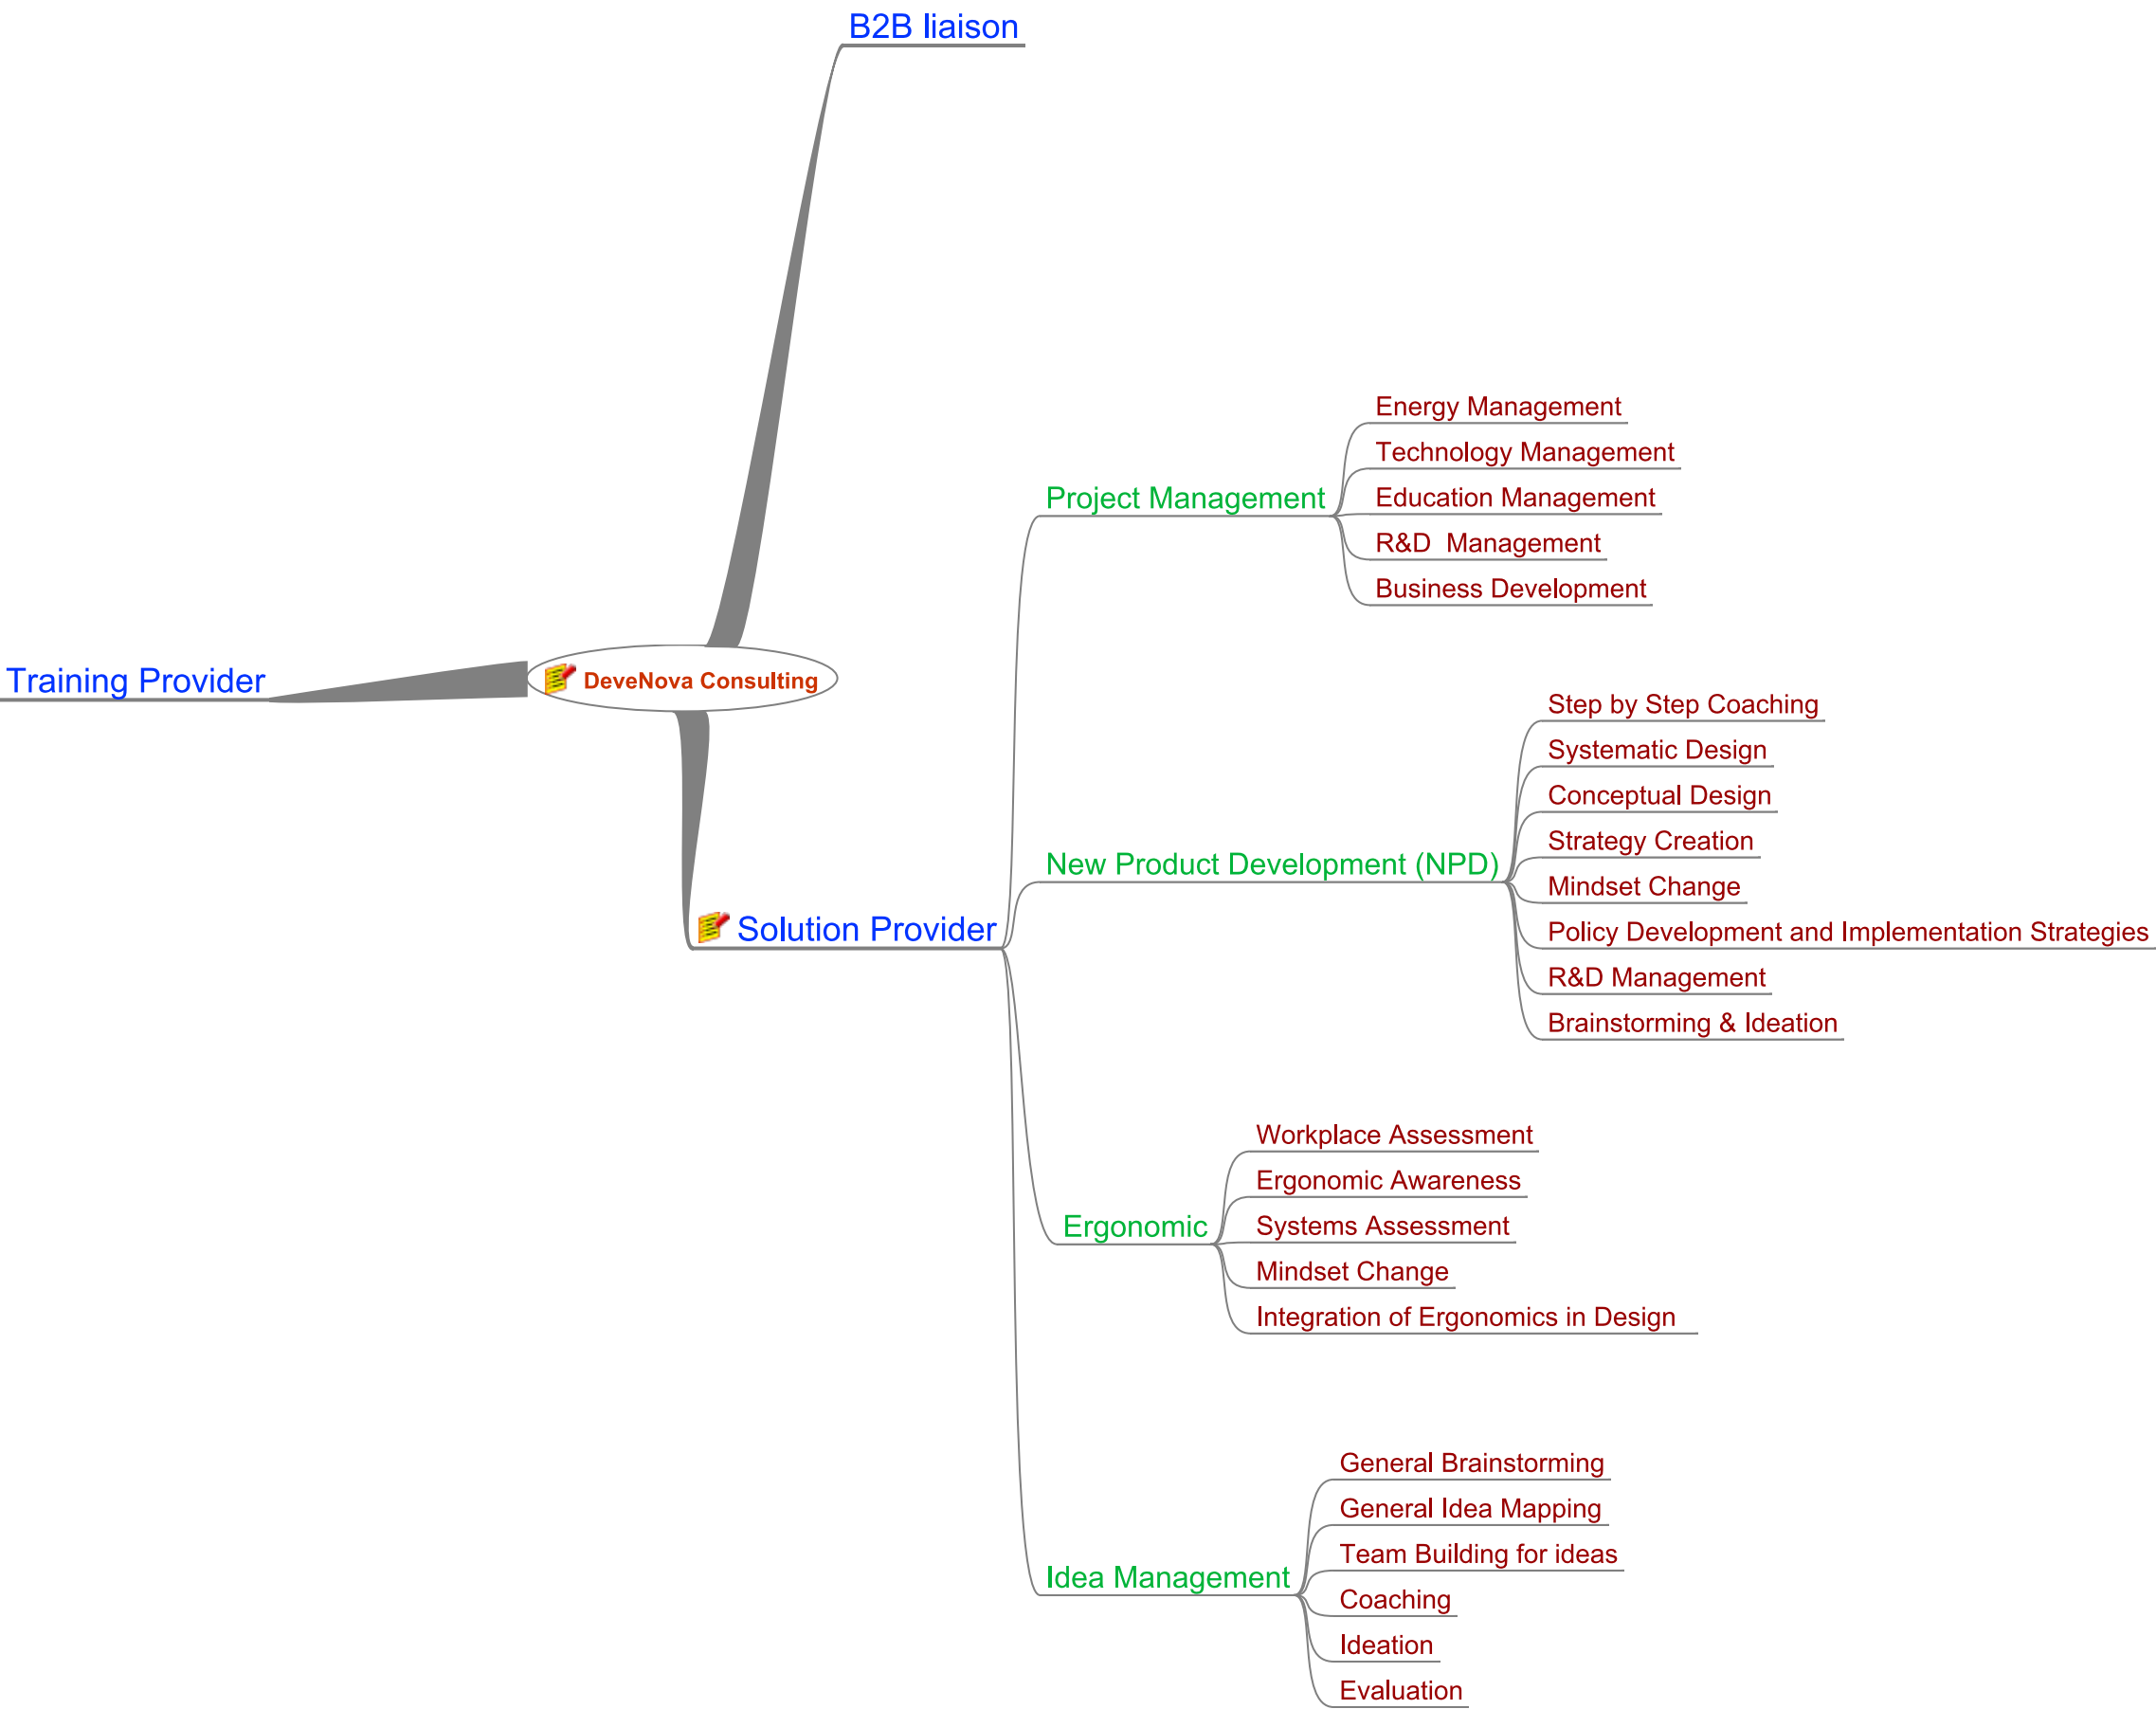 B2B liaison
Training Provider
DeveNova Consulting
Solution Provider
Project Management
Energy Management
Technology Management
Education Management
R&D  Management
Business Development
New Product Development (NPD)
Step by Step Coaching
Systematic Design
Conceptual Design
Strategy Creation
Mindset Change
Policy Development and Implementation Strategies
R&D Management
Brainstorming & Ideation
Ergonomic
Workplace Assessment
Ergonomic Awareness
Systems Assessment
Mindset Change
Integration of Ergonomics in Design
Idea Management
General Brainstorming
General Idea Mapping
Team Building for ideas
Coaching
Ideation
Evaluation